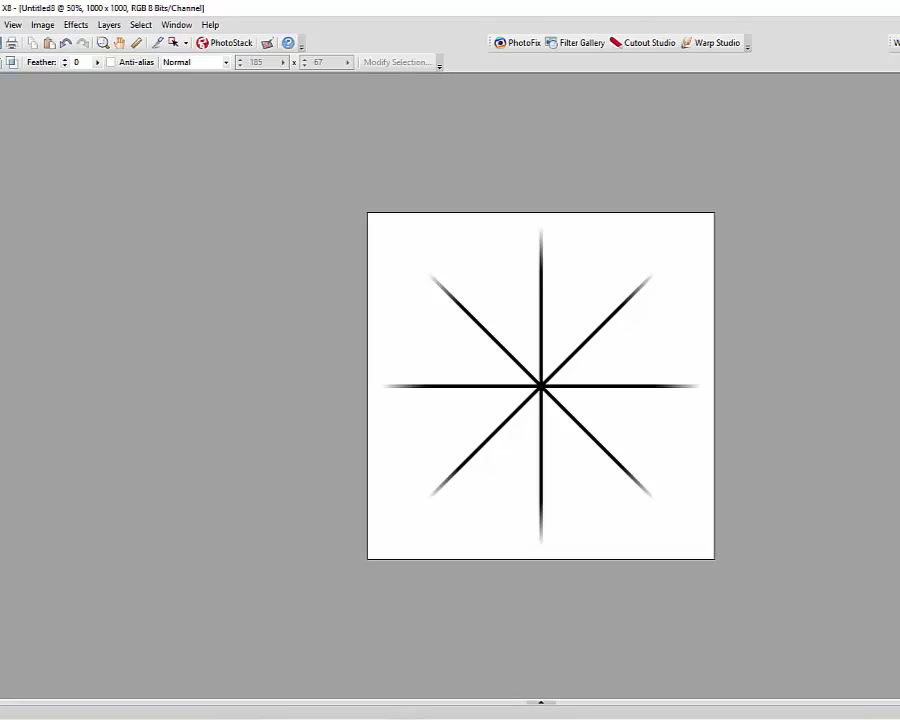 X8 - [Untitled3 @ 50%, 1000 x 1000, RGB 8 Bits/Channel]
View Image Effects Layers Select Window Help
PhotoStack PhotoFix Filter Gallery Cutout Studio Warp Studio
Feather: 0 Anti-alias Normal 185 x 67 Modify Selection...